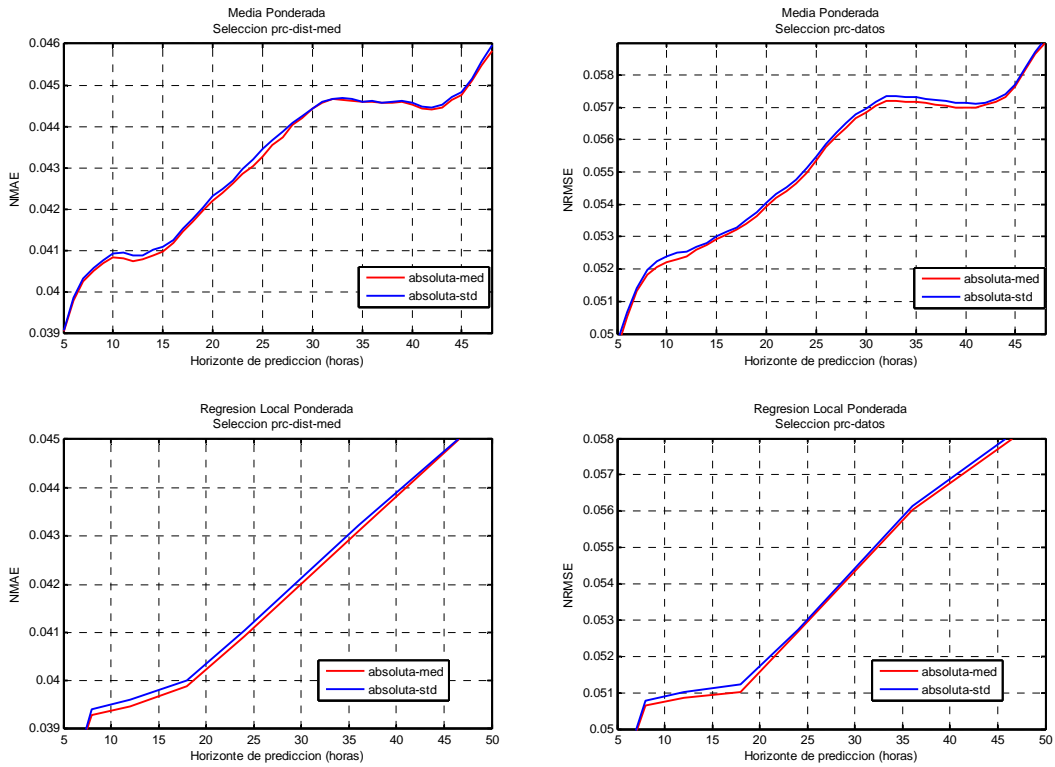 Media Ponderada
Seleccion prc-dist-med
0.046
0.045
0.044
0.043
0.042
0.041
0.04
0.039
NMAE
5 10 15 20 25 30 35 40 45
Horizonte de prediccion (horas)
absoluta-med
absoluta-std
Media Ponderada
Seleccion prc-datos
0.058
0.057
0.056
0.055
0.054
0.053
0.052
0.051
0.05
NRMSE
5 10 15 20 25 30 35 40 45
Horizonte de prediccion (horas)
absoluta-med
absoluta-std
Regresion Local Ponderada
Seleccion prc-dist-med
0.045
0.044
0.043
0.042
0.041
0.04
0.039
NMAE
5 10 15 20 25 30 35 40 45 50
Horizonte de prediccion (horas)
absoluta-med
absoluta-std
Regresion Local Ponderada
Seleccion prc-datos
0.058
0.057
0.056
0.055
0.054
0.053
0.052
0.051
0.05
NRMSE
5 10 15 20 25 30 35 40 45 50
Horizonte de prediccion (horas)
absoluta-med
absoluta-std